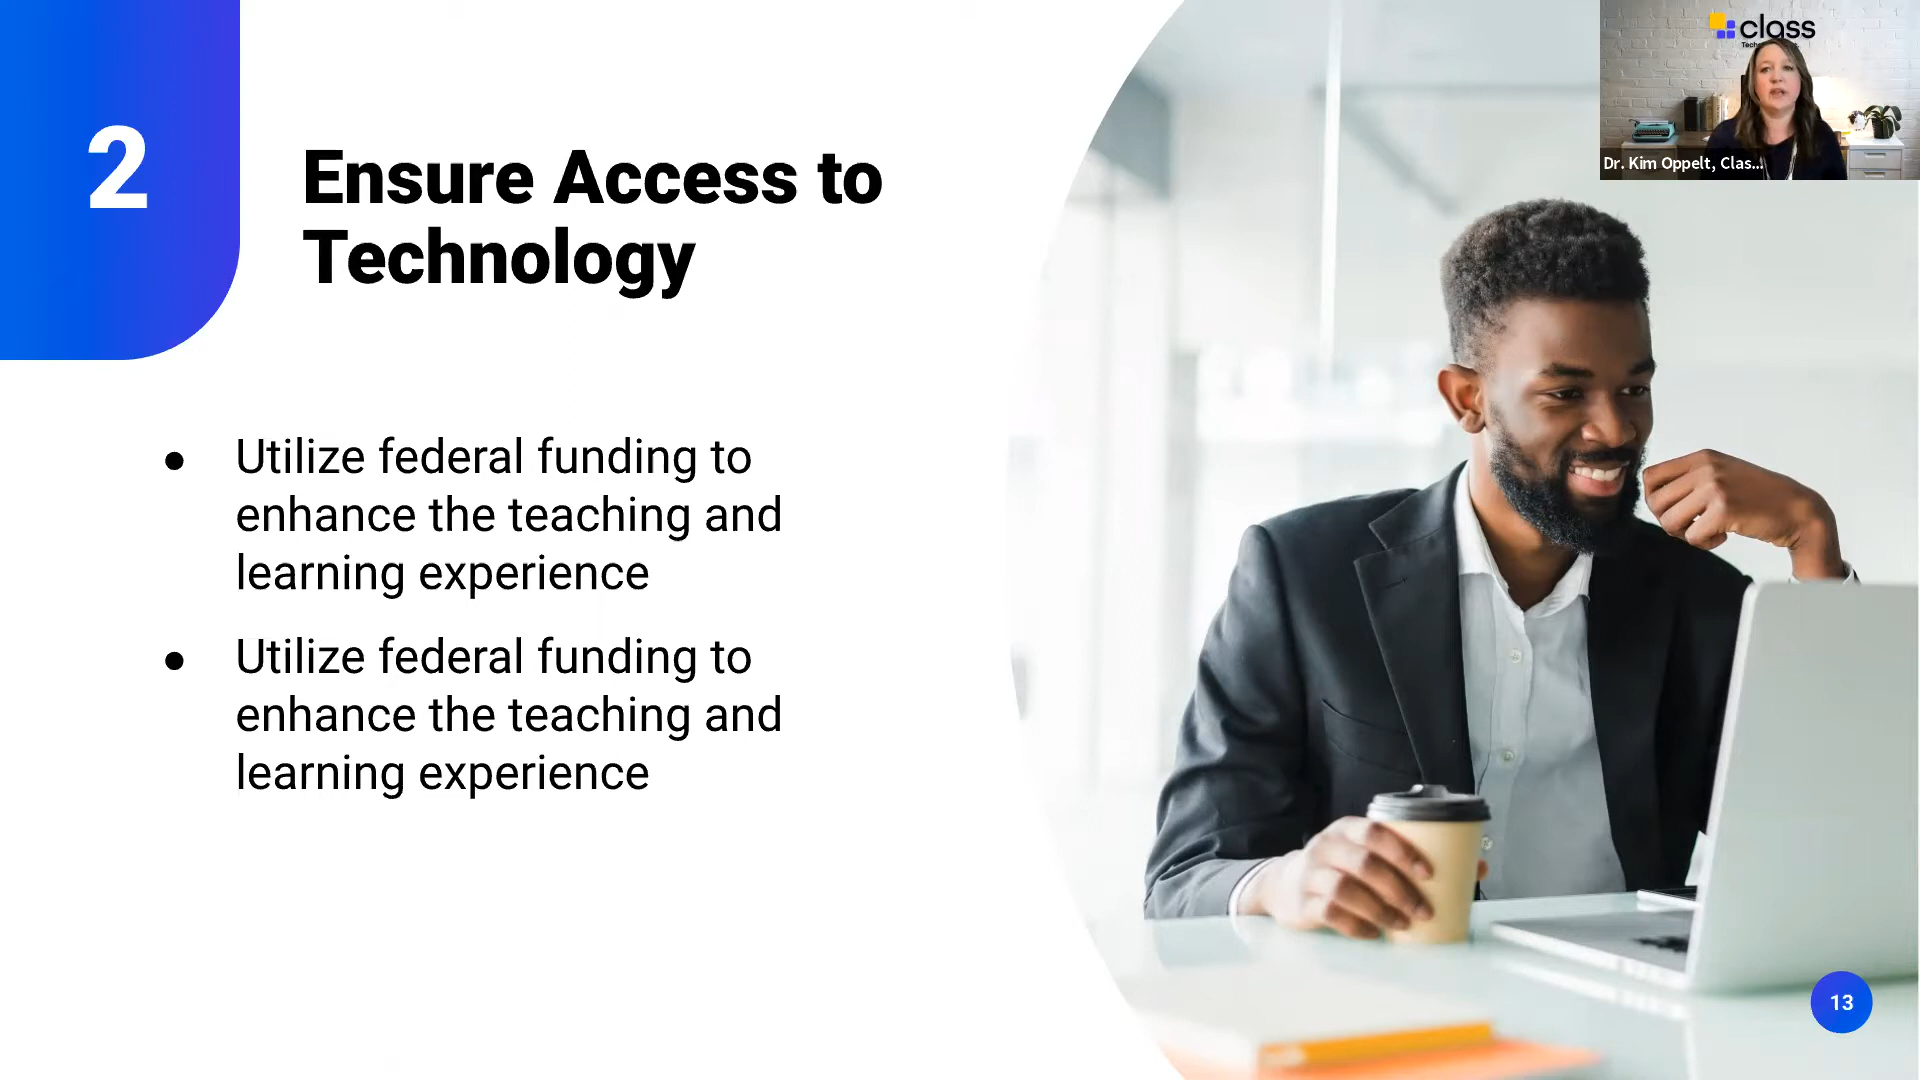 2
Ensure Access to
Technology
● Utilize federal funding to
enhance the teaching and
learning experience
● Utilize federal funding to
enhance the teaching and
learning experience
class
Dr. Kim Oppelt, Clas...
13